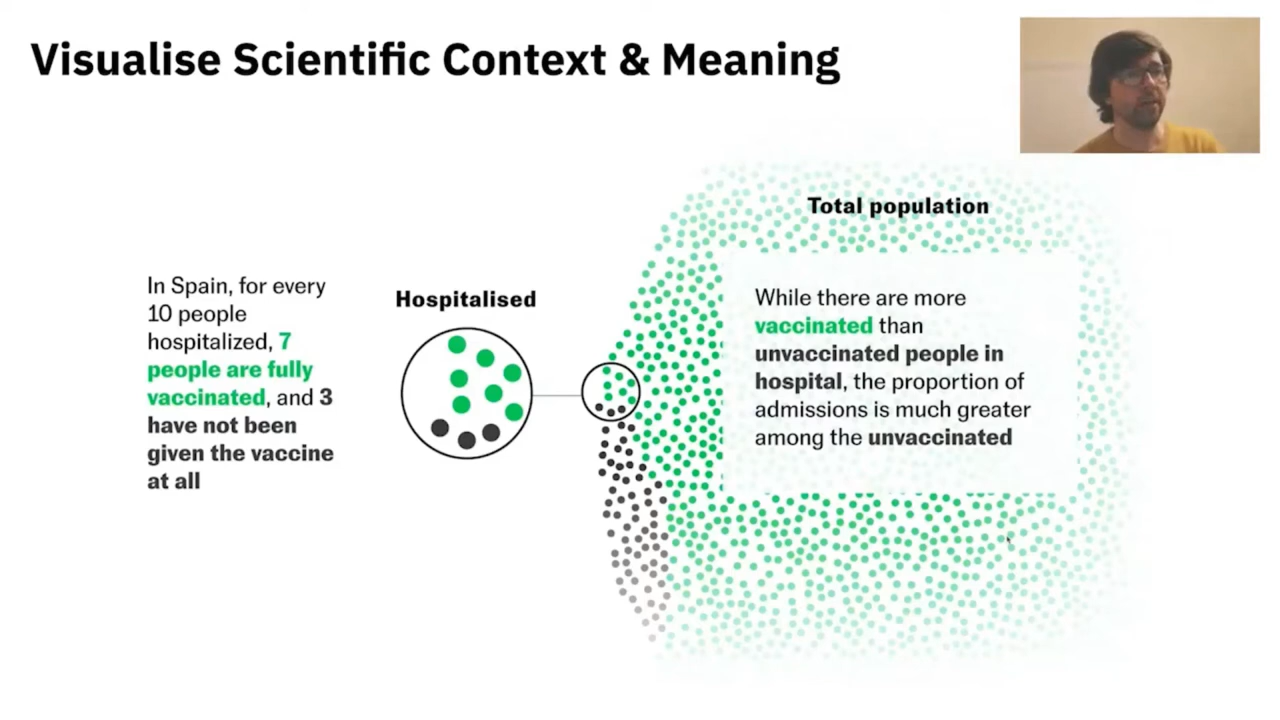 Visualise Scientific Context & Meaning
Total population
In Spain, for every
10 people
hospitalized, 7
people are fully
vaccinated, and 3
have not been
given the vaccine
at all
Hospitalised
While there are more
vaccinated than
unvaccinated people in
hospital, the proportion of
admissions is much greater
among the unvaccinated